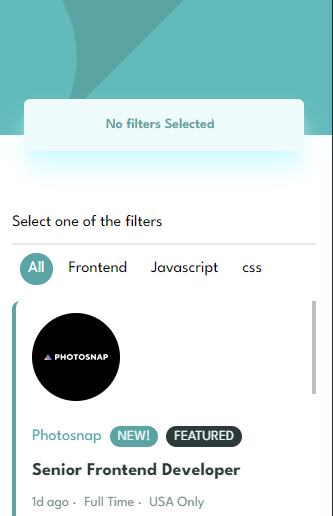 No filters Selected
Select one of the filters
All Frontend Javascript css
PHOTOSNAP
Photosnap NEW! FEATURED
Senior Frontend Developer
1d ago · Full Time · USA Only